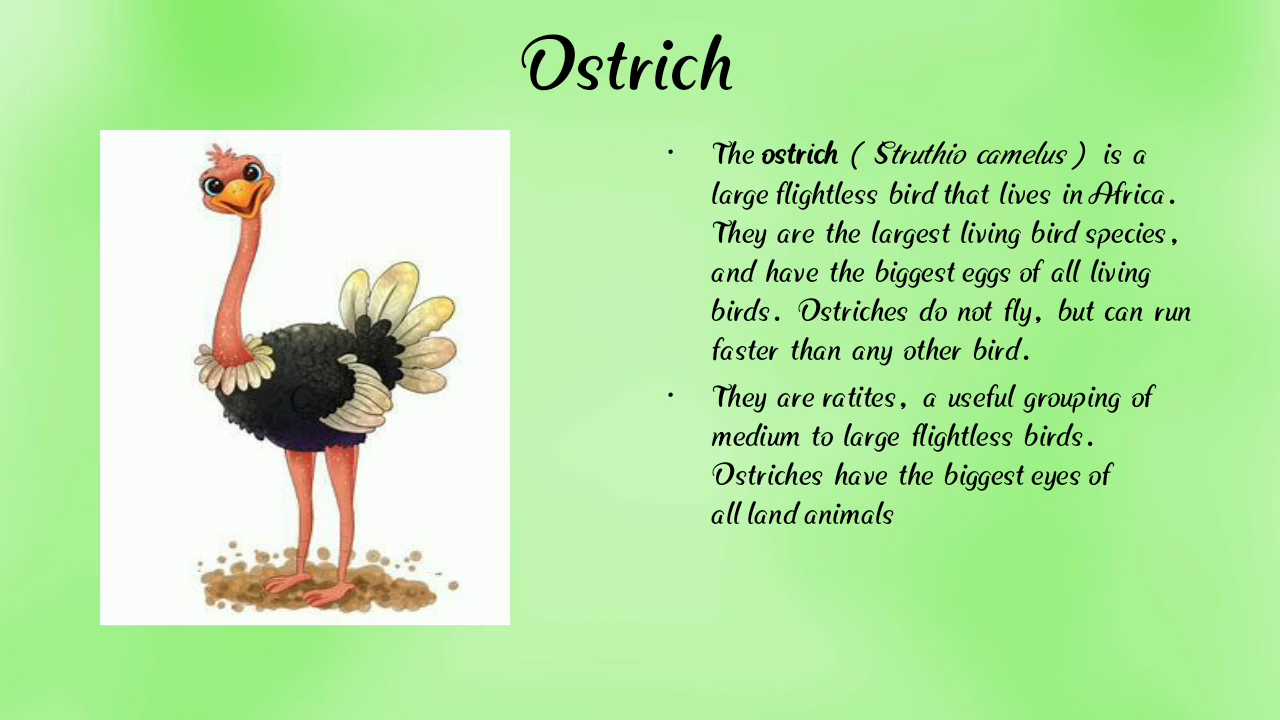 Ostrich
• The ostrich ( Struthio camelus ) is a
large flightless bird that lives in Africa.
They are the largest living bird species,
and have the biggest eggs of all living
birds. Ostriches do not fly, but can run
faster than any other bird.
• They are ratites, a useful grouping of
medium to large flightless birds.
Ostriches have the biggest eyes of
all land animals